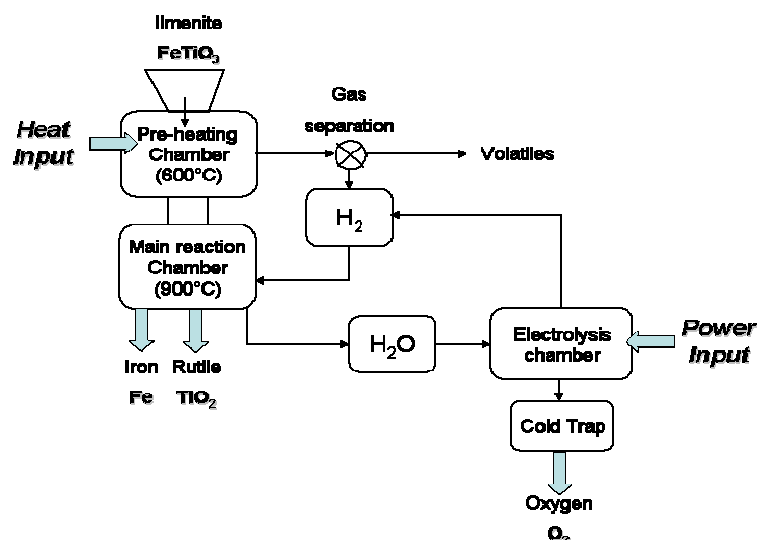 Ilmenite
FeTiO₃
Heat
Input
Pre-heating
Chamber
(600°C)
Gas
separation
Volatiles
H₂
Main reaction
Chamber
(900°C)
Iron
Fe
Rutile
TiO₂
H₂O
Electrolysis
chamber
Power
Input
Cold Trap
Oxygen
O₂